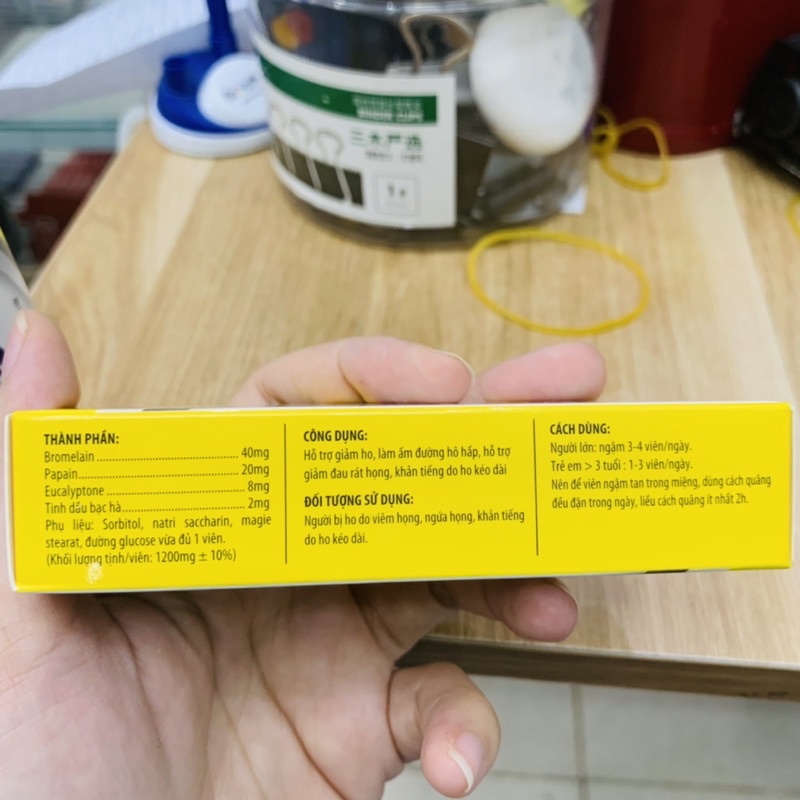 三木严选
1
THÀNH PHẦN:
Bromelain........................................40mg
Papain.............................................20mg
Eucalyptone.....................................8mg
Tinh dầu bạc hà................................2mg
Phụ liệu: Sorbitol, natri saccharin, magie
stearat, đường glucose vừa đủ 1 viên.
(Khối lượng tịnh/viên: 1200mg ± 10%)
CÔNG DỤNG:
Hỗ trợ giảm ho, làm ấm đường hô hấp, hỗ trợ
giảm đau rát họng, khản tiếng do ho kéo dài
ĐỐI TƯỢNG SỬ DỤNG:
Người bị ho do viêm họng, ngứa họng, khản tiếng
do ho kéo dài.
CÁCH DÙNG:
Người lớn: ngậm 3-4 viên/ngày.
Trẻ em > 3 tuổi : 1-3 viên/ngày.
Nên để viên ngậm tan trong miệng, dùng cách quãng
đều đặn trong ngày, liều cách quãng ít nhất 2h.